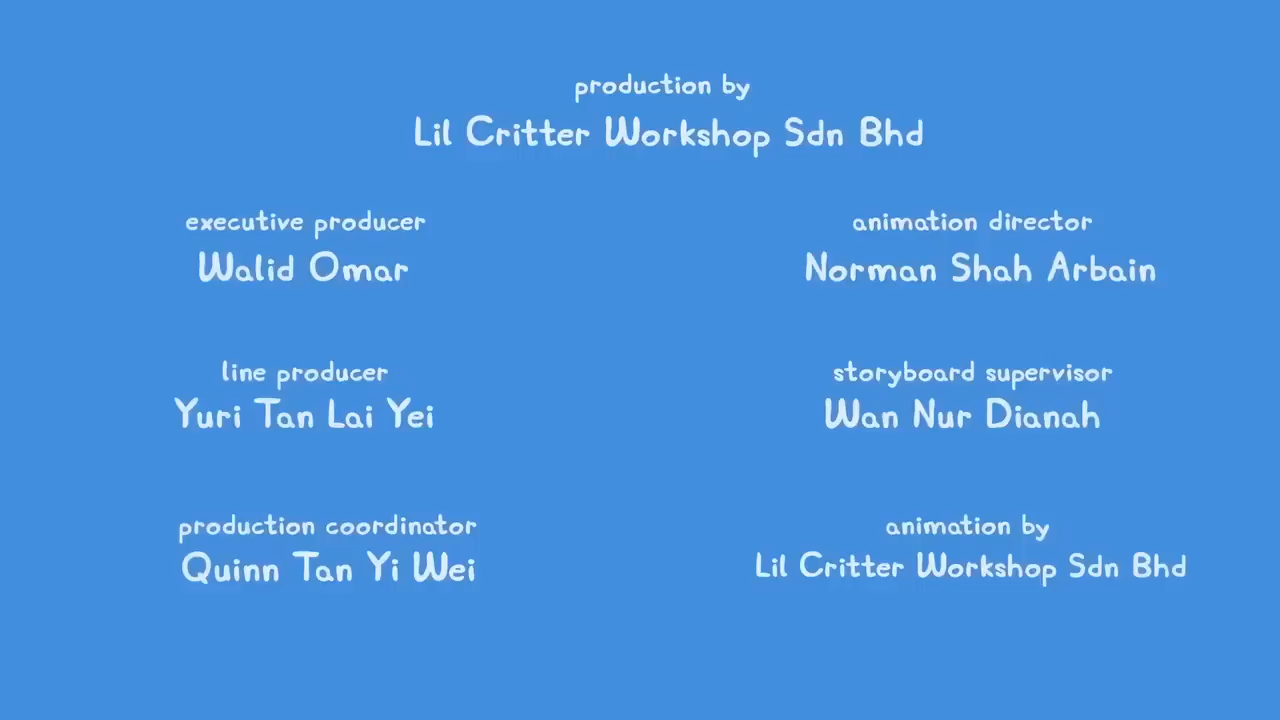 production by
Lil Critter Workshop Sdn Bhd
executive producer
Walid Omar
animation director
Norman Shah Arbain
line producer
Yuri Tan Lai Yei
storyboard supervisor
Wan Nur Dianah
production coordinator
Quinn Tan Yi Wei
animation by
Lil Critter Workshop Sdn Bhd